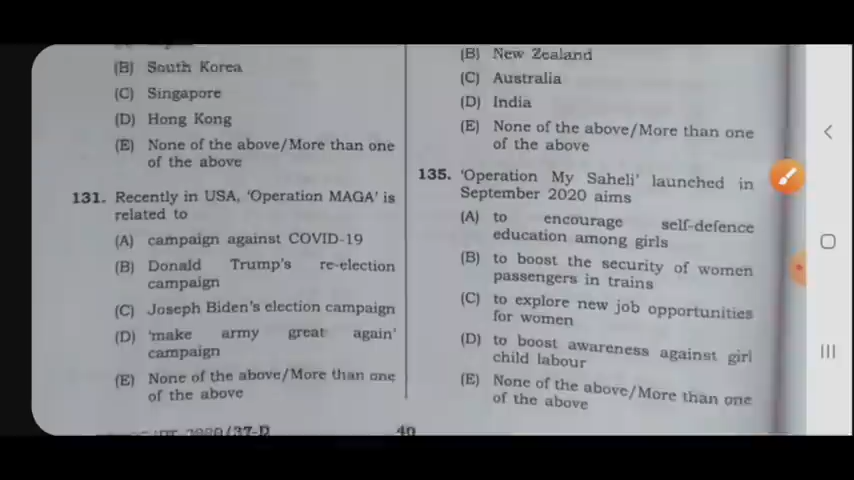 (B) South Korea
(C) Singapore
(D) Hong Kong
(E) None of the above/More than one
of the above
131. Recently in USA, 'Operation MAGA' is
related to
(A) campaign against COVID-19
(B) Donald Trump's re-election
campaign
(C) Joseph Biden's election campaign
(D) 'make army great again'
campaign
(E) None of the above/More than one
of the above
(B) New Zealand
(C) Australia
(D) India
(E) None of the above/More than one
of the above
135. 'Operation My Saheli' launched in
September 2020 aims
(A) to encourage self-defence
education among girls
(B) to boost the security of women
passengers in trains
(C) to explore new job opportunities
for women
(D) to boost awareness against girl
child labour
(E) None of the above/More than one
of the above
40